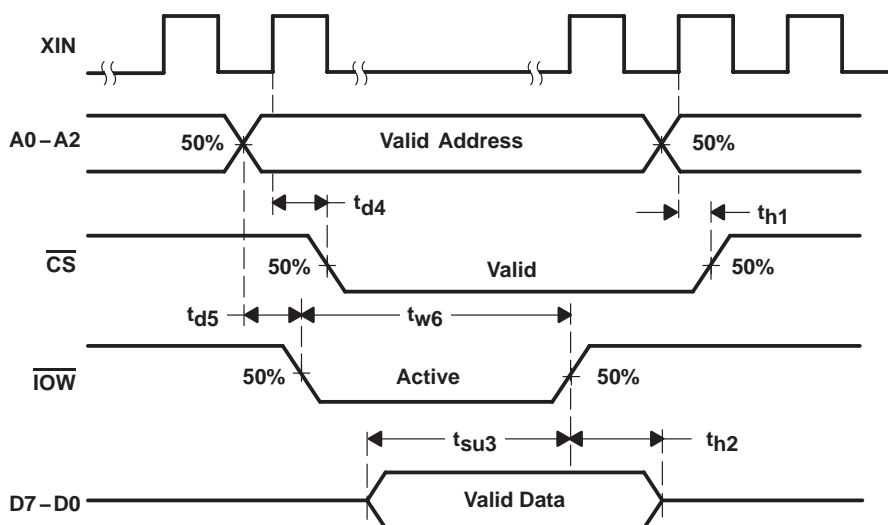 XIN
A0–A2 50% Valid Address 50%
td4 th1
CS 50% Valid 50%
td5 tw6
IOW 50% Active 50%
tsu3 th2
D7–D0 Valid Data